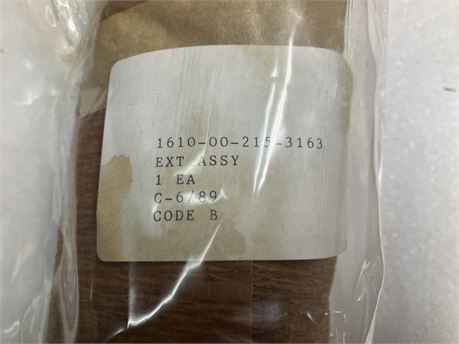 1610-00-215-3163
EXT ASSY
1 EA
C-6/89
CODE B